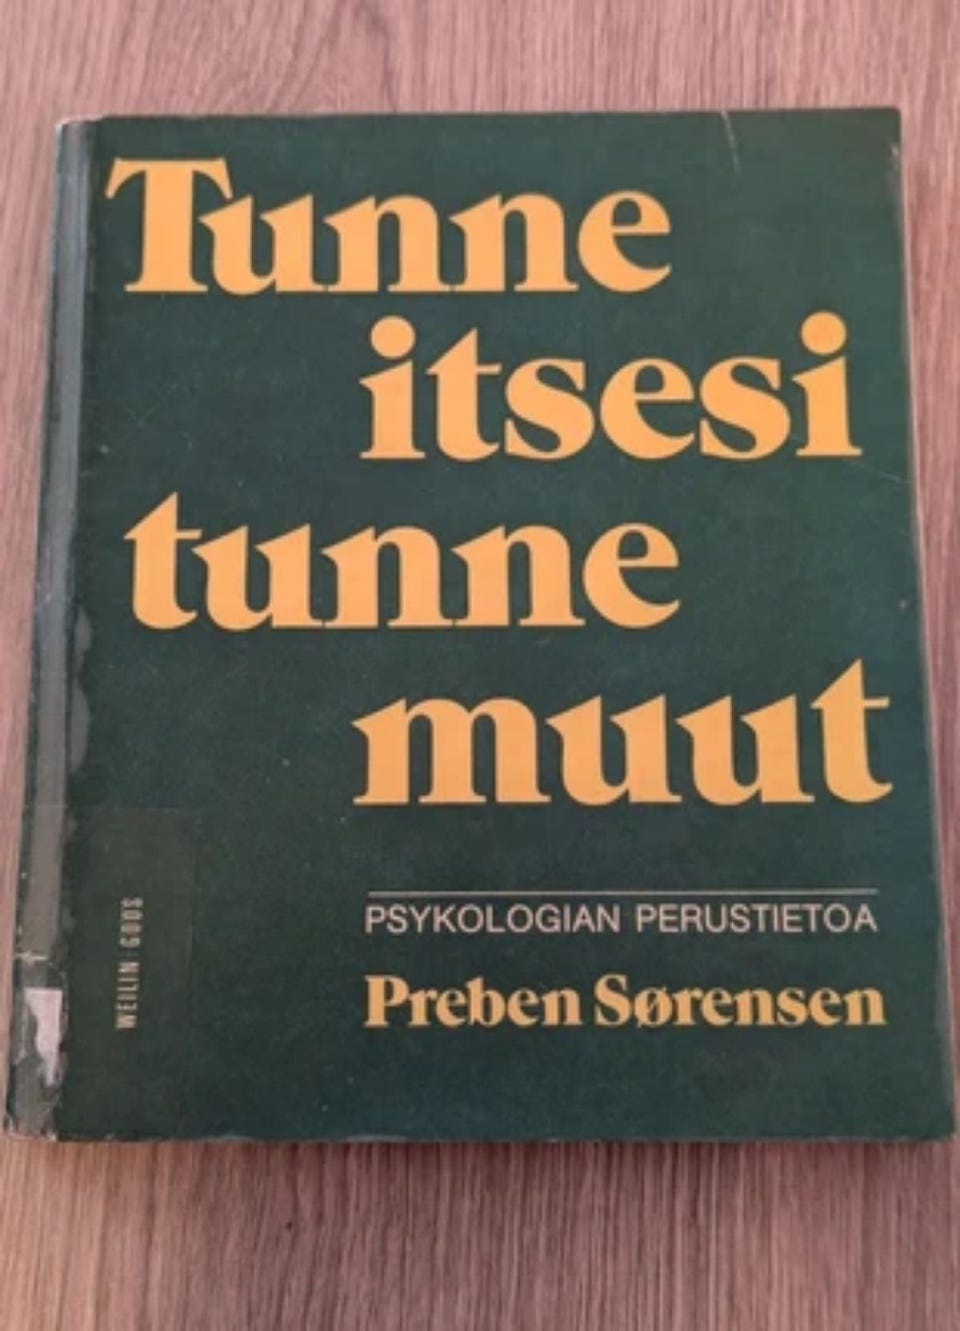 Tunne
itsesi
tunne
muut
PSYKOLOGIAN PERUSTIETOA
Preben Sørensen
WEILIN GÖÖS